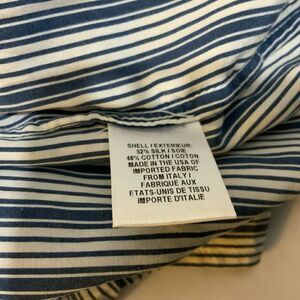 SHELL / EXTERIEUR:
52% SILK / SOIE
48% COTTON / COTON
MADE IN THE USA OF
IMPORTED FABRIC
FROM ITALY /
FABRIQUE AUX
ETATS-UNIS DE TISSU
IMPORTE D'ITALIE